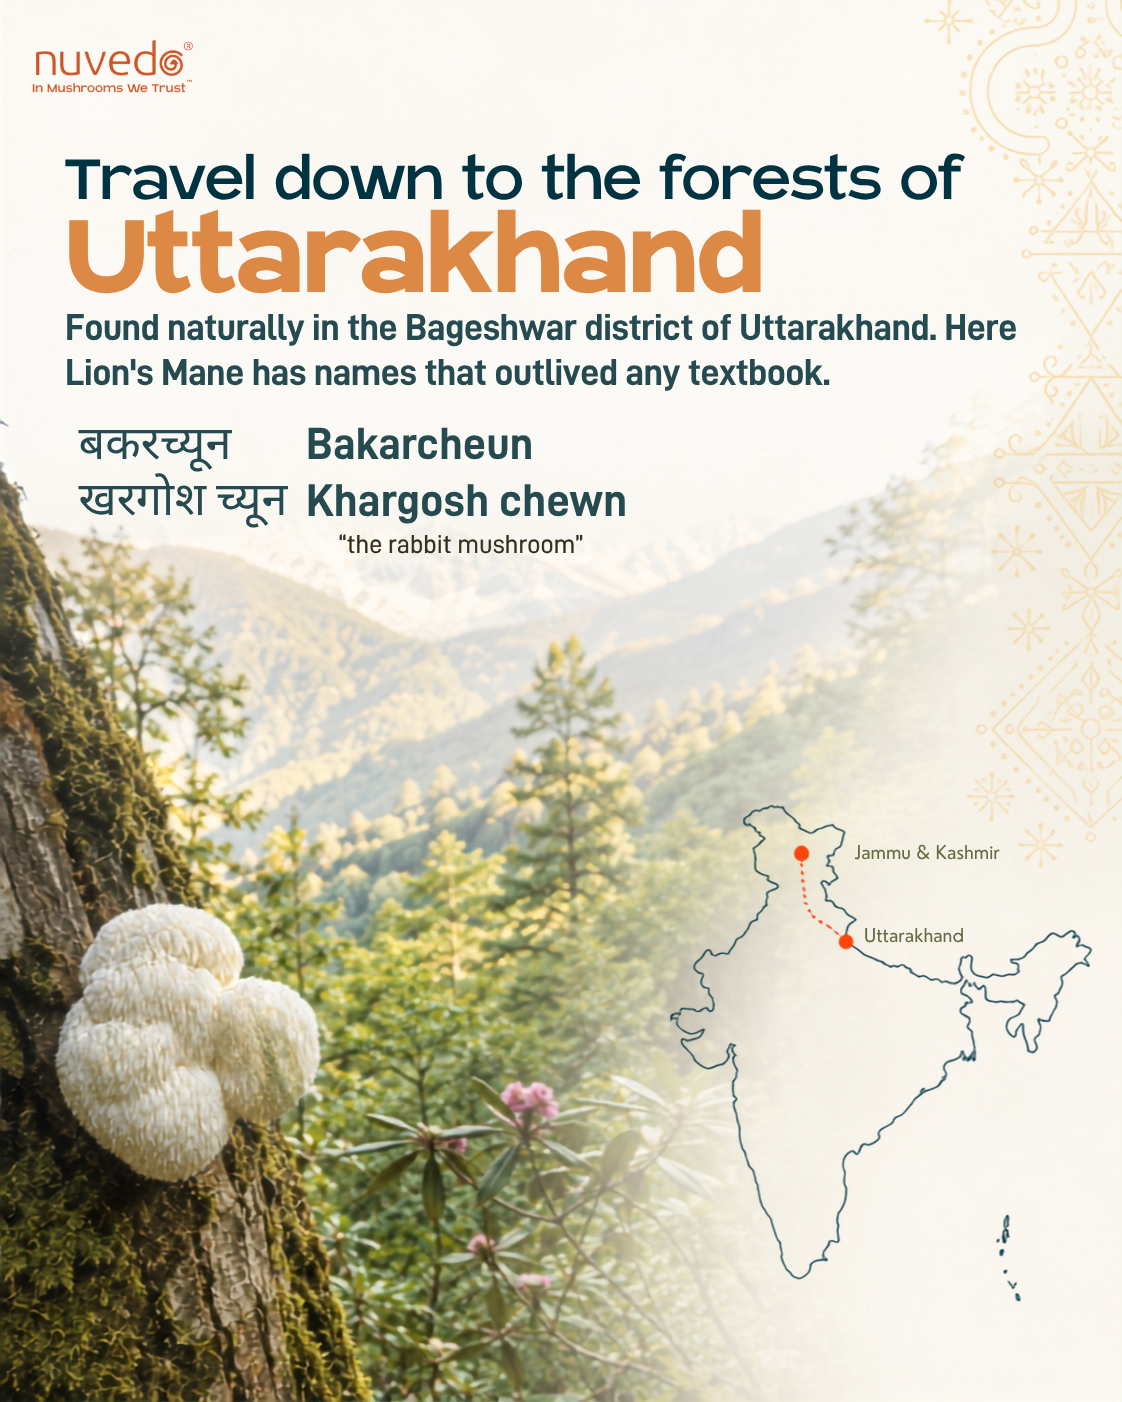 nuvedo®
In Mushrooms We Trust™
Travel down to the forests of
Uttarakhand
Found naturally in the Bageshwar district of Uttarakhand. Here
Lion's Mane has names that outlived any textbook.
बकरच्यून Bakarcheun
खरगोश च्यून Khargosh chewn
“the rabbit mushroom”
Jammu & Kashmir
Uttarakhand